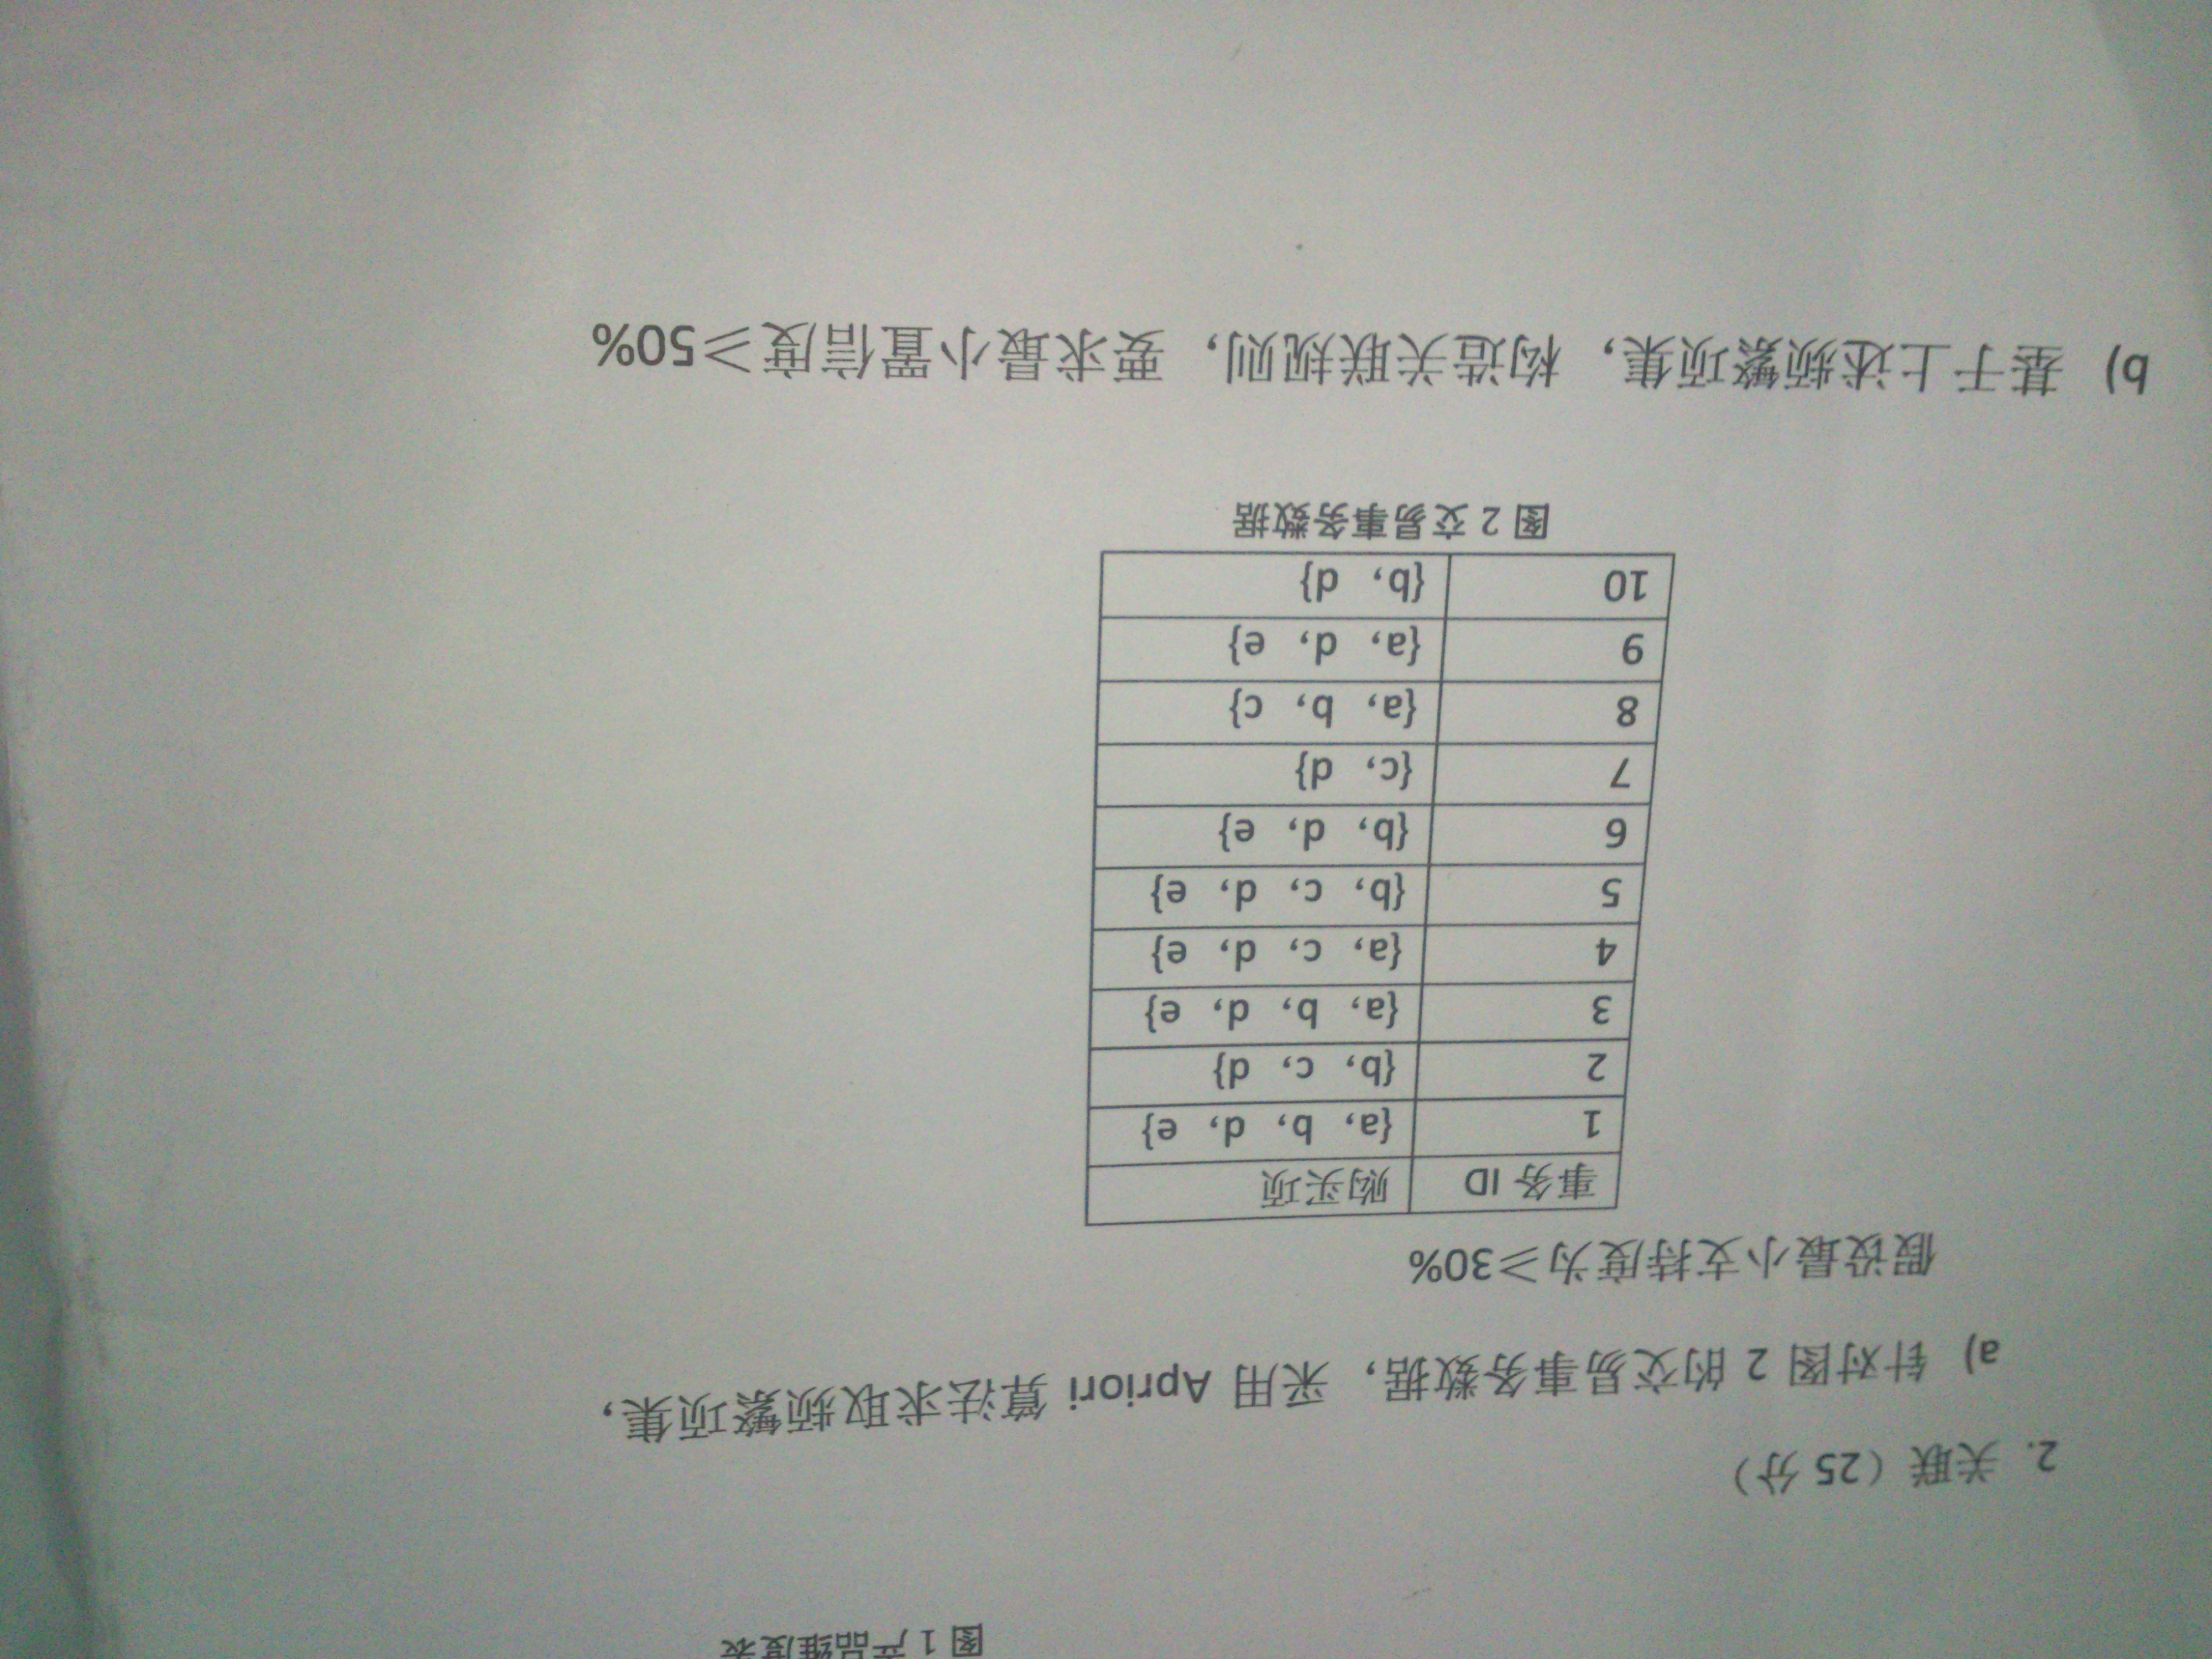 图 1 产品维度表
2. 关联（25 分）
a) 针对图 2 的交易事务数据，采用 Apriori 算法求取频繁项集，
假设最小支持度为≥30%
事务 ID 购买项
1 {a，b，d，e}
2 {b，c，d}
3 {a，b，d，e}
4 {a，c，d，e}
5 {b，c，d，e}
6 {b，d，e}
7 {c，d}
8 {a，b，c}
9 {a，d，e}
10 {b，d}
图 2 交易事务数据
b) 基于上述频繁项集，构造关联规则，要求最小置信度≥50%